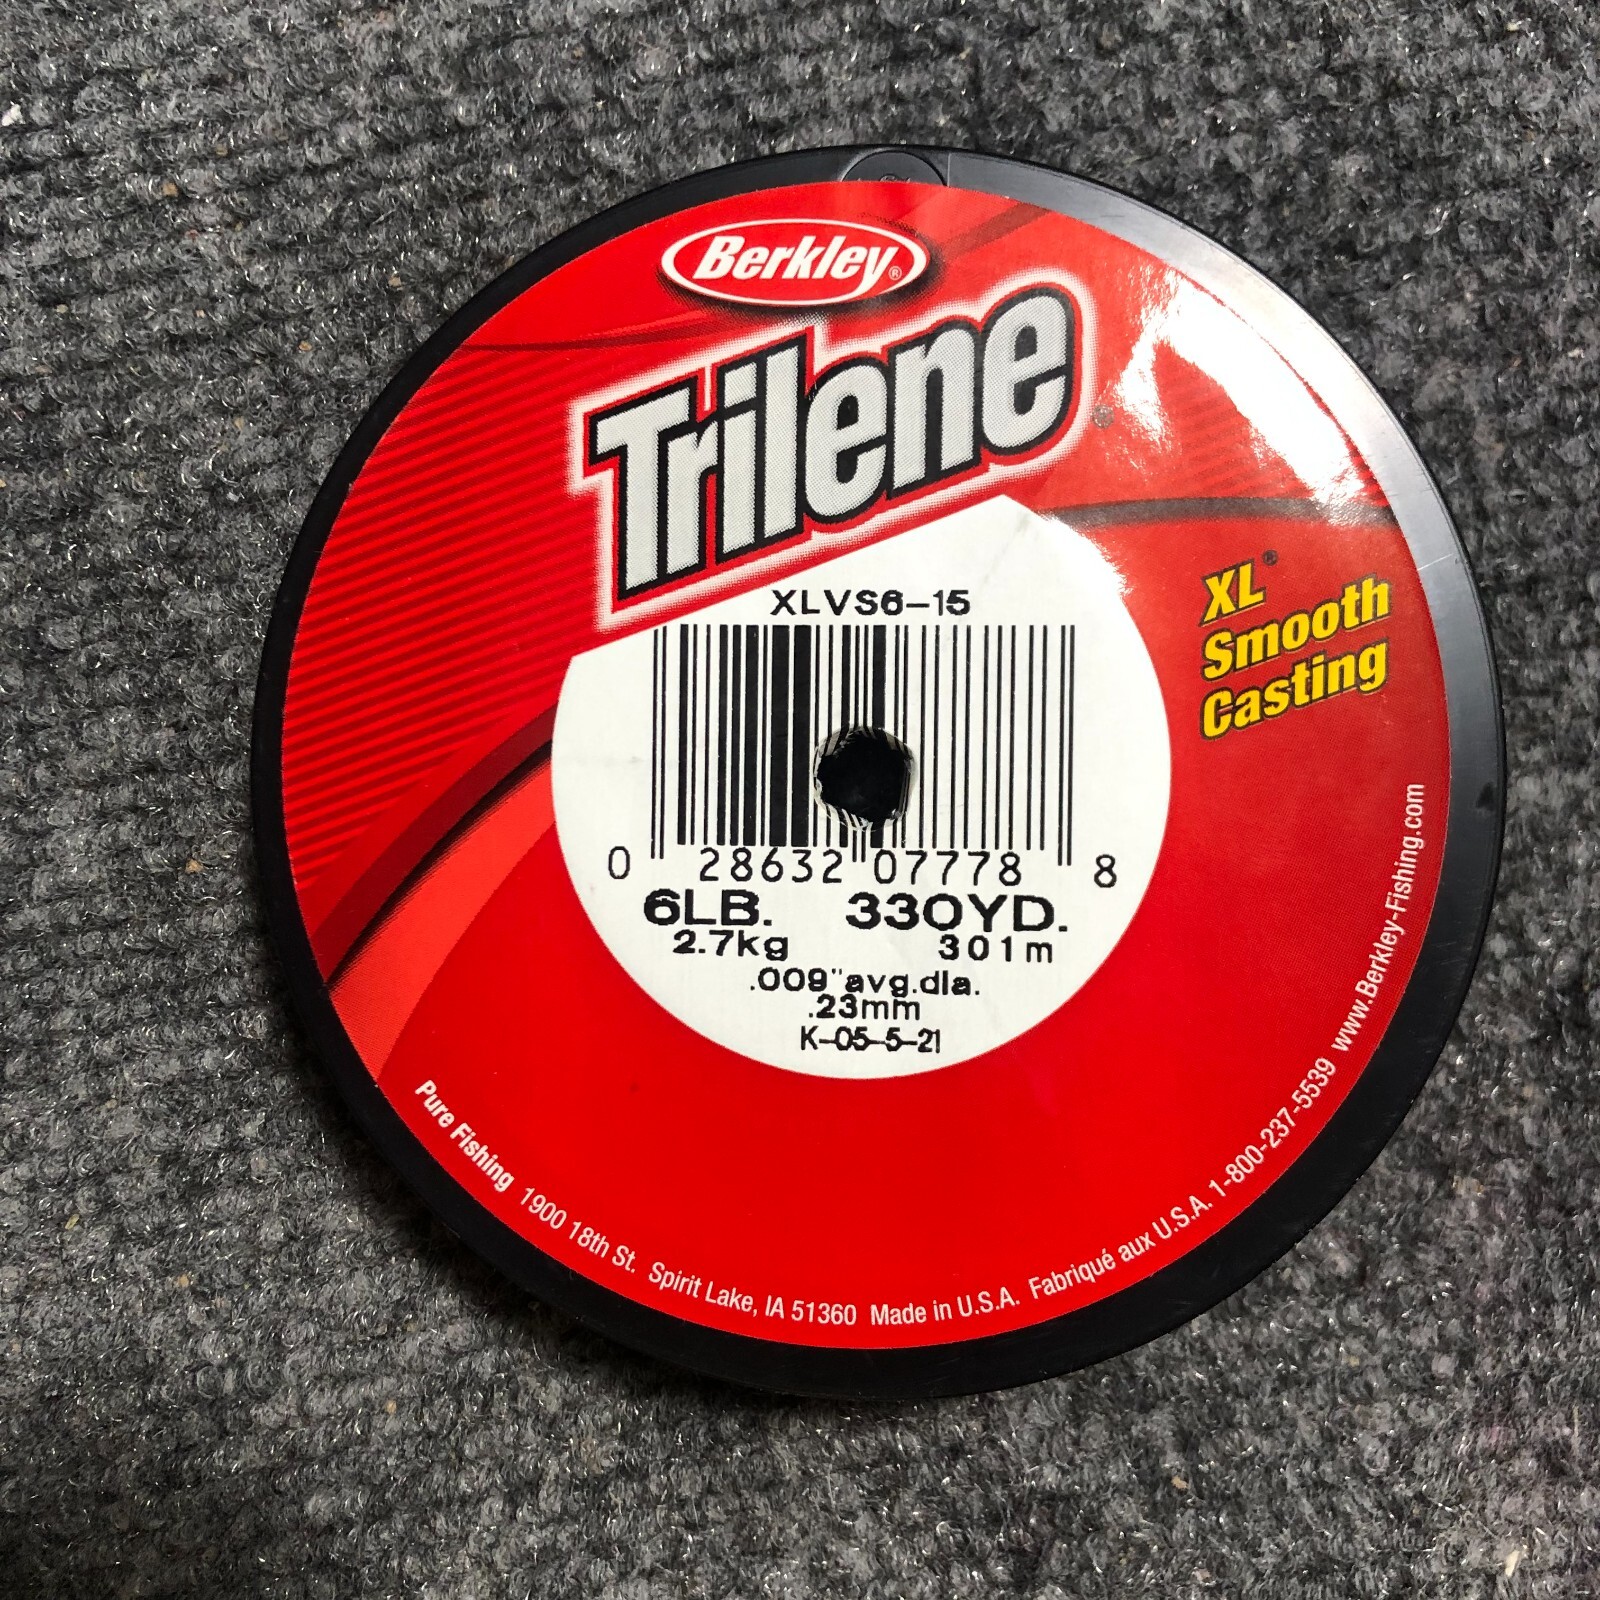 Berkley®
Trilene®
XL®
Smooth
Casting
XLVS6-15
0 28632 07778 8
6LB. 330YD.
2.7kg 301m
.009"avg.dia.
.23mm
K-05-5-21
Pure Fishing 1900 18th St. Spirit Lake, IA 51360 Made in U.S.A. Fabriqué aux U.S.A. 1-800-237-5539 www.Berkley-Fishing.com